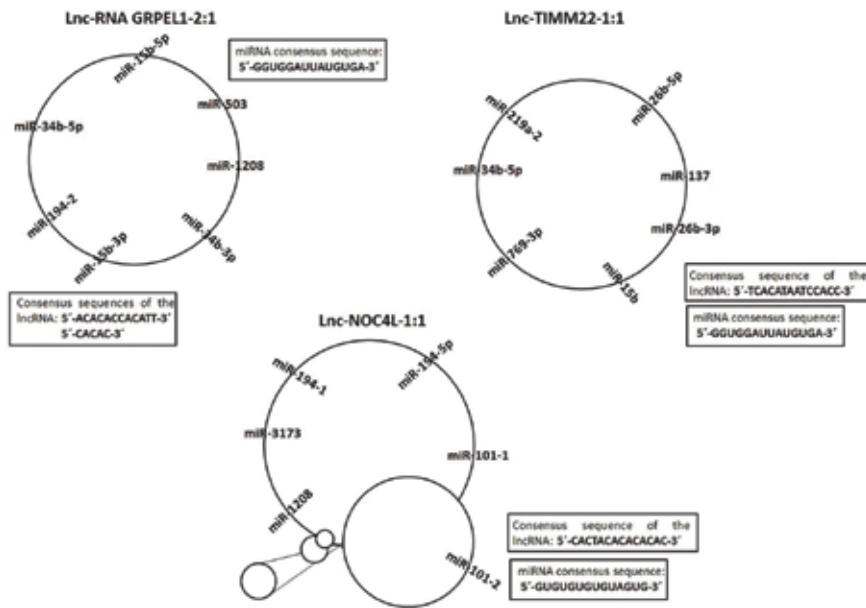 Lnc-RNA GRPEL1-2:1
miR-15b-5p
miRNA consensus sequence:
5´-GGUGGAUUAUGUGA-3´
miR-503
miR-34b-5p
miR-1208
miR-194-2
miR-34b-3p
miR-15b-3p
Consensus sequences of the
lncRNA: 5´-ACACACCACATT-3´
5´-CACAC-3´
Lnc-TIMM22-1:1
miR-26b-5p
miR-219a-2
miR-34b-5p
miR-137
miR-26b-3p
miR-769-3p
miR-15b
Consensus sequence of the
lncRNA: 5´-TCACATAATCCACC-3´
miRNA consensus sequence:
5´-GGUGGAUUAUGUGA-3´
Lnc-NOC4L-1:1
miR-194-5p
miR-194-1
miR-3173
miR-101-1
miR-1208
miR-101-2
Consensus sequence of the
lncRNA: 5´-CACTACACACACAC-3´
miRNA consensus sequence:
5´-GUGUGUGUGUAGUG-3´